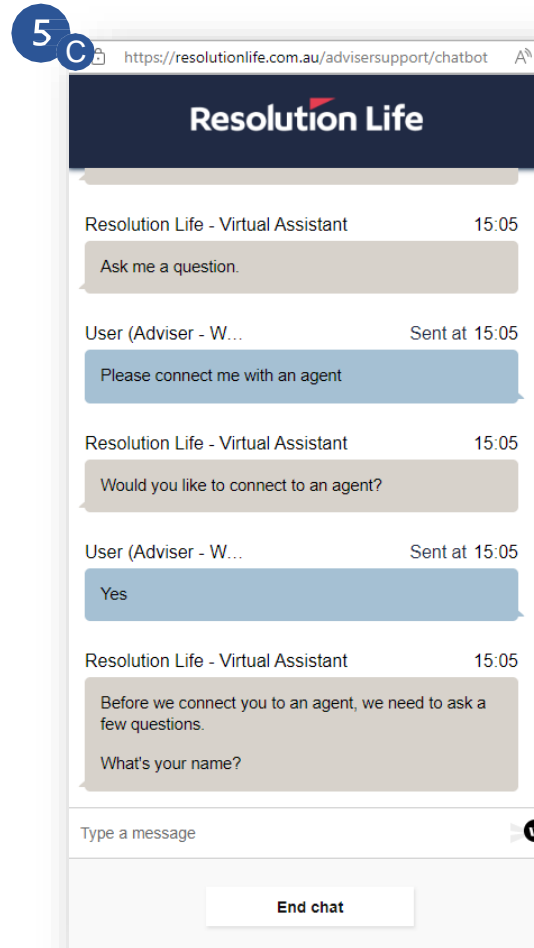 5
C
https://resolutionlife.com.au/advisersupport/chatbot A
Resolution Life
Resolution Life - Virtual Assistant 15:05
Ask me a question.
User (Adviser - W... Sent at 15:05
Please connect me with an agent
Resolution Life - Virtual Assistant 15:05
Would you like to connect to an agent?
User (Adviser - W... Sent at 15:05
Yes
Resolution Life - Virtual Assistant 15:05
Before we connect you to an agent, we need to ask a
few questions.
What's your name?
Type a message
End chat